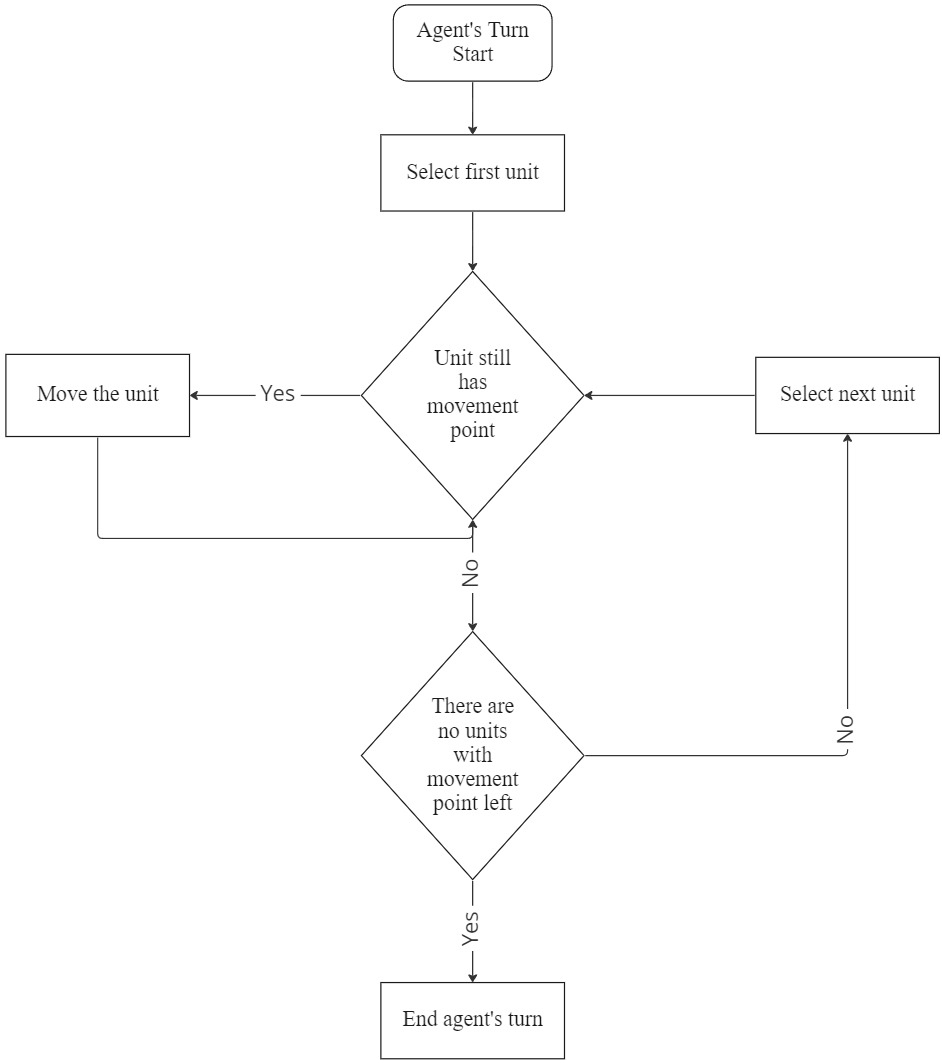 Agent's Turn
Start
Select first unit
Unit still
has
movement
point
Yes
Move the unit
Select next unit
No
There are
no units
with
movement
point left
No
Yes
End agent's turn